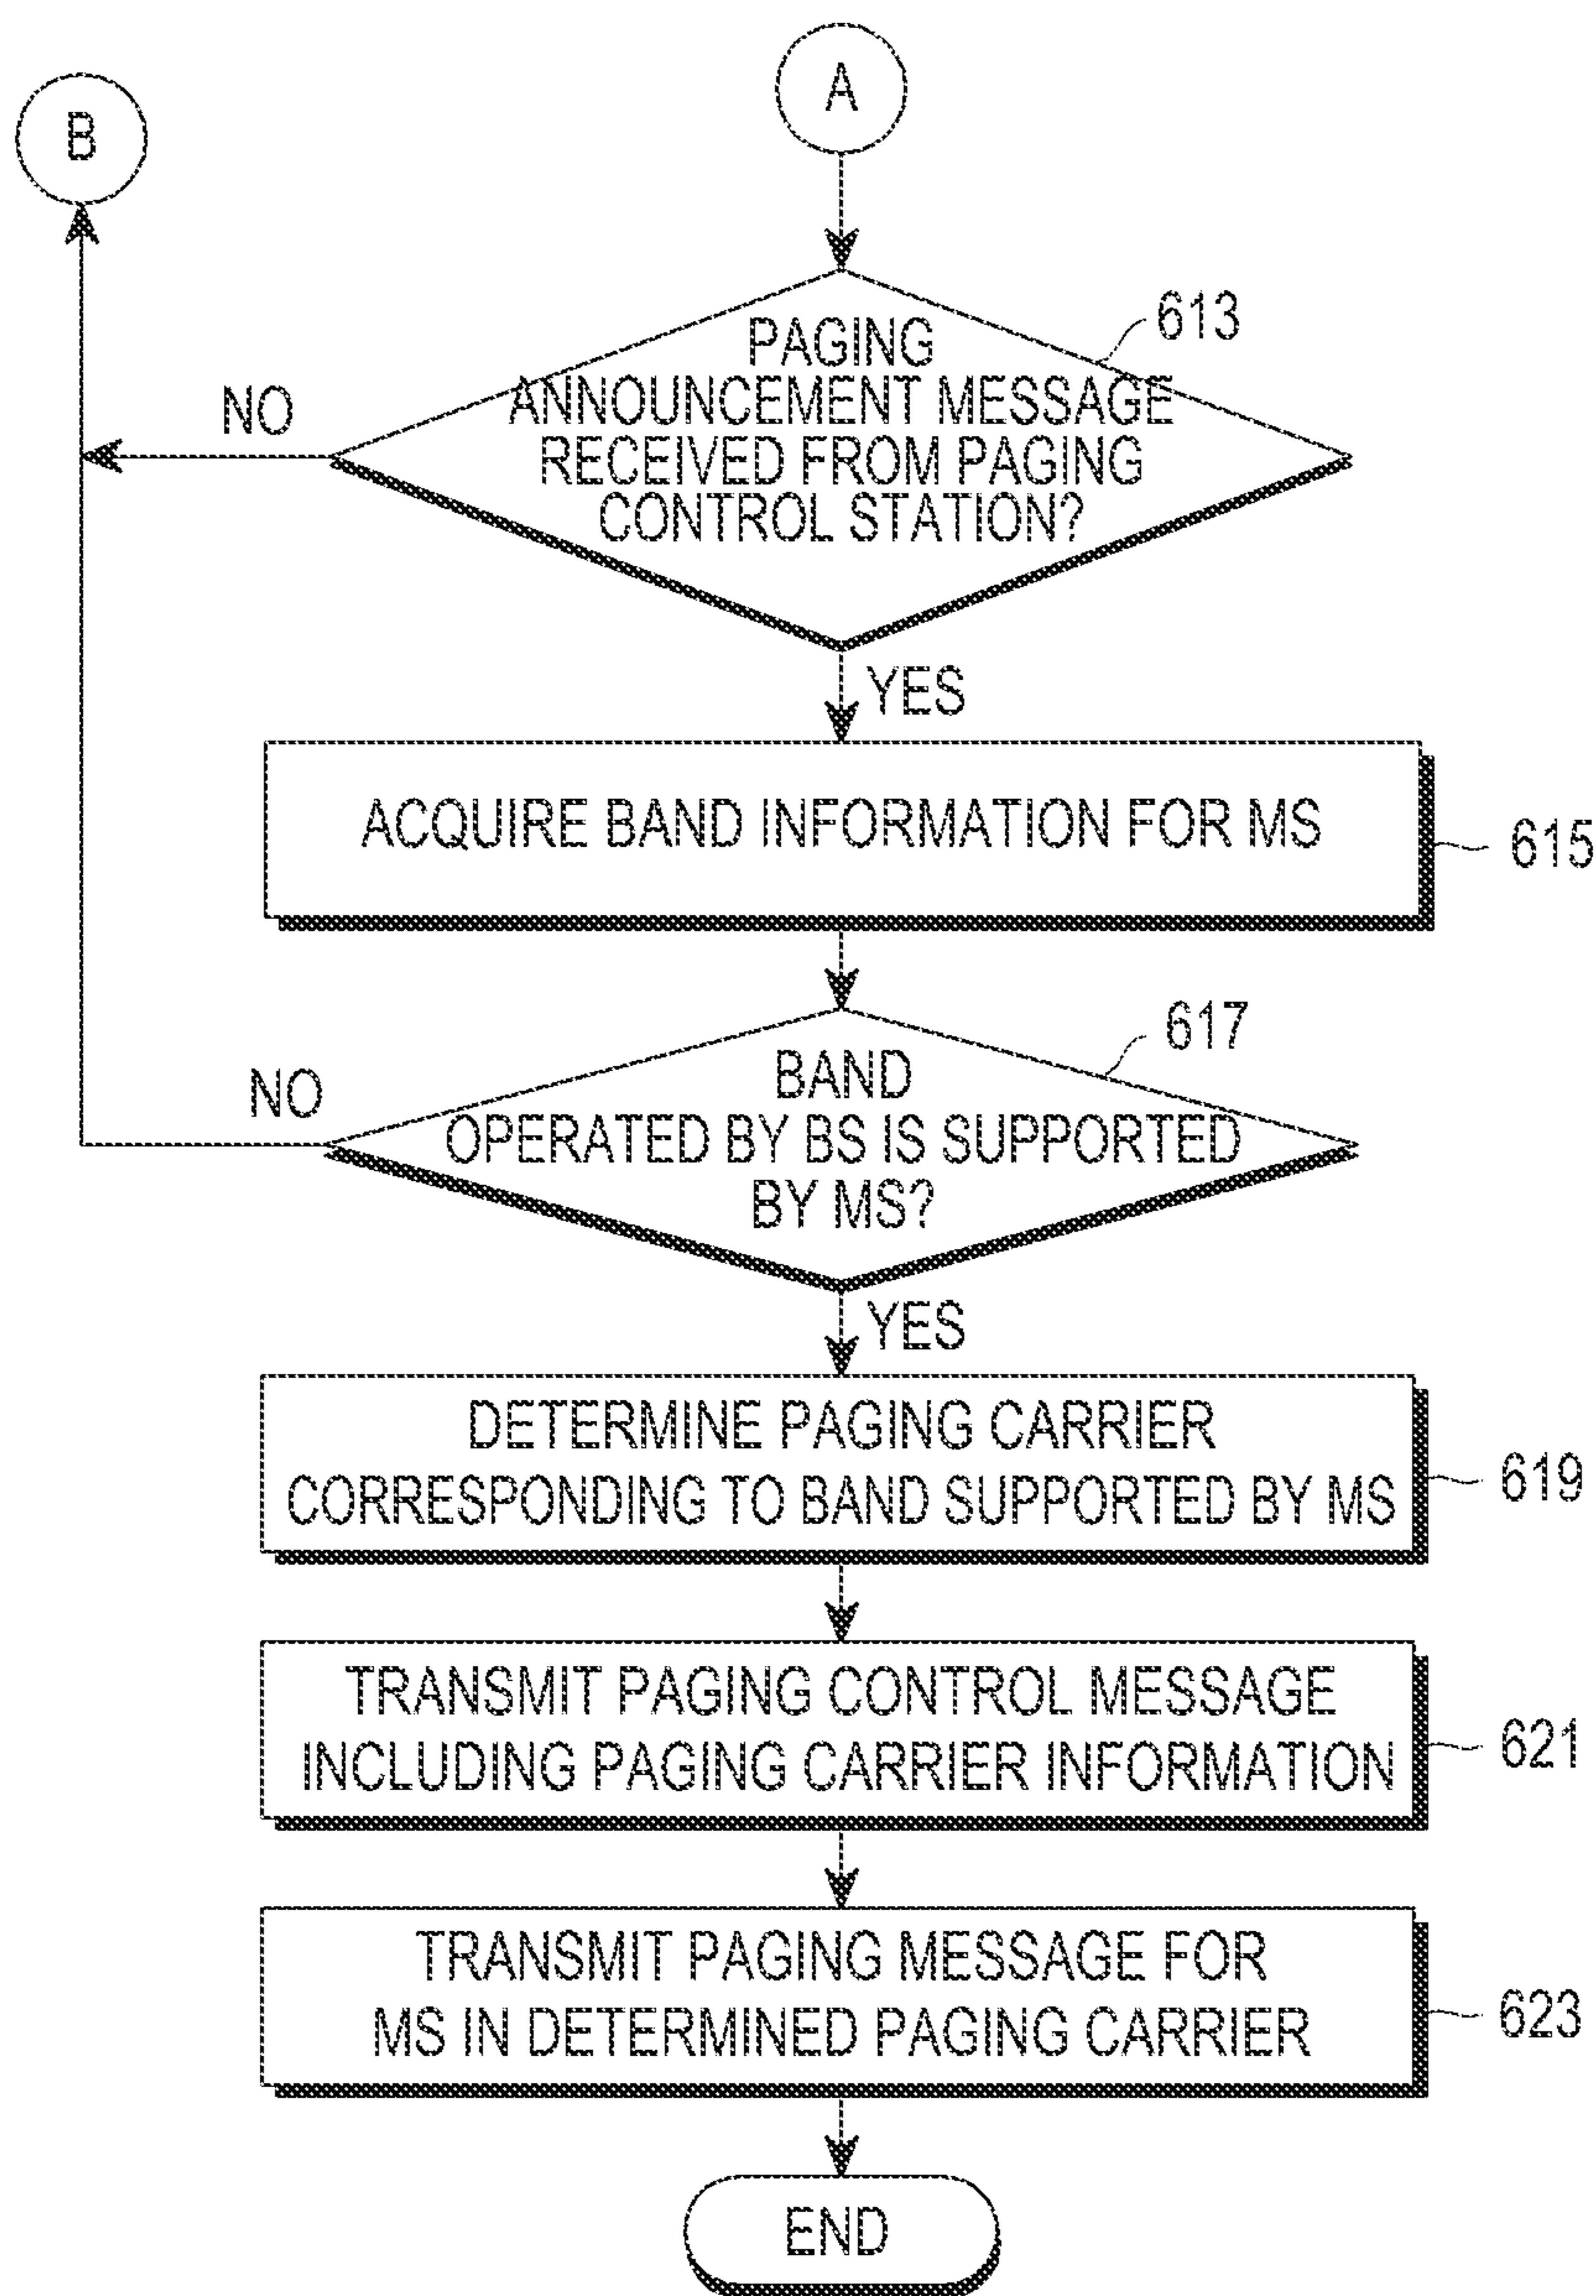 A
B
613
PAGING
ANNOUNCEMENT MESSAGE
RECEIVED FROM PAGING
CONTROL STATION?
NO
YES
ACQUIRE BAND INFORMATION FOR MS
615
617
BAND
OPERATED BY BS IS SUPPORTED
BY MS?
NO
YES
DETERMINE PAGING CARRIER
CORRESPONDING TO BAND SUPPORTED BY MS
619
TRANSMIT PAGING CONTROL MESSAGE
INCLUDING PAGING CARRIER INFORMATION
621
TRANSMIT PAGING MESSAGE FOR
MS IN DETERMINED PAGING CARRIER
623
END